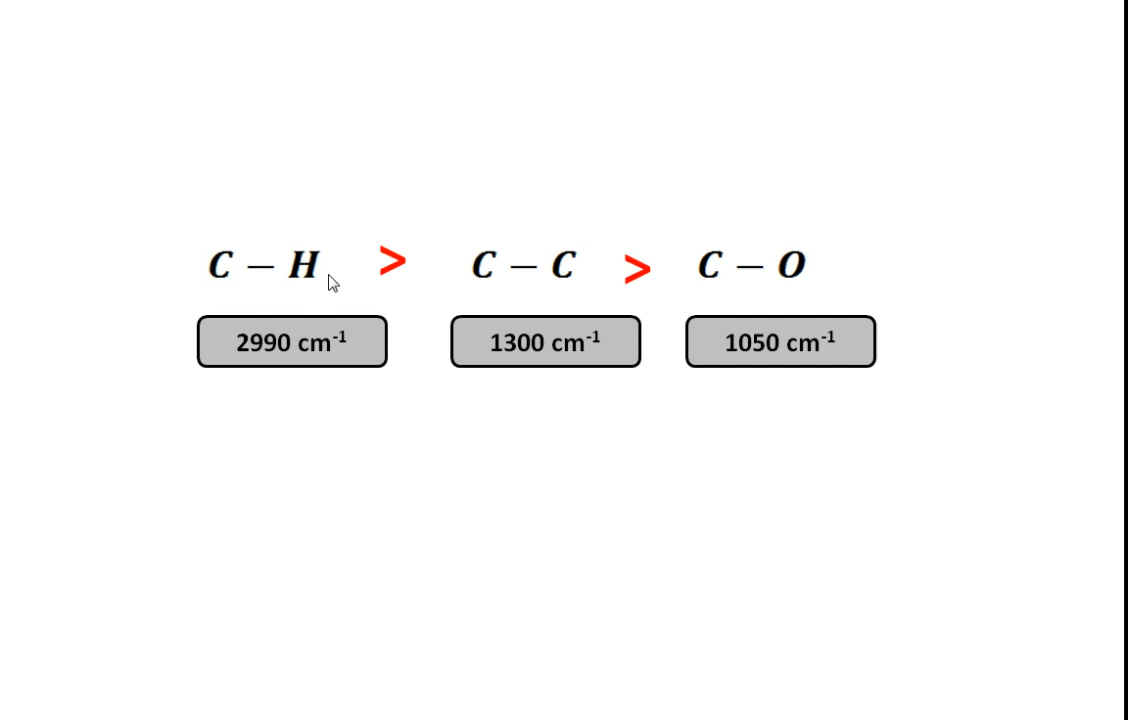 C – H > C – C > C – O
2990 cm⁻¹ 1300 cm⁻¹ 1050 cm⁻¹